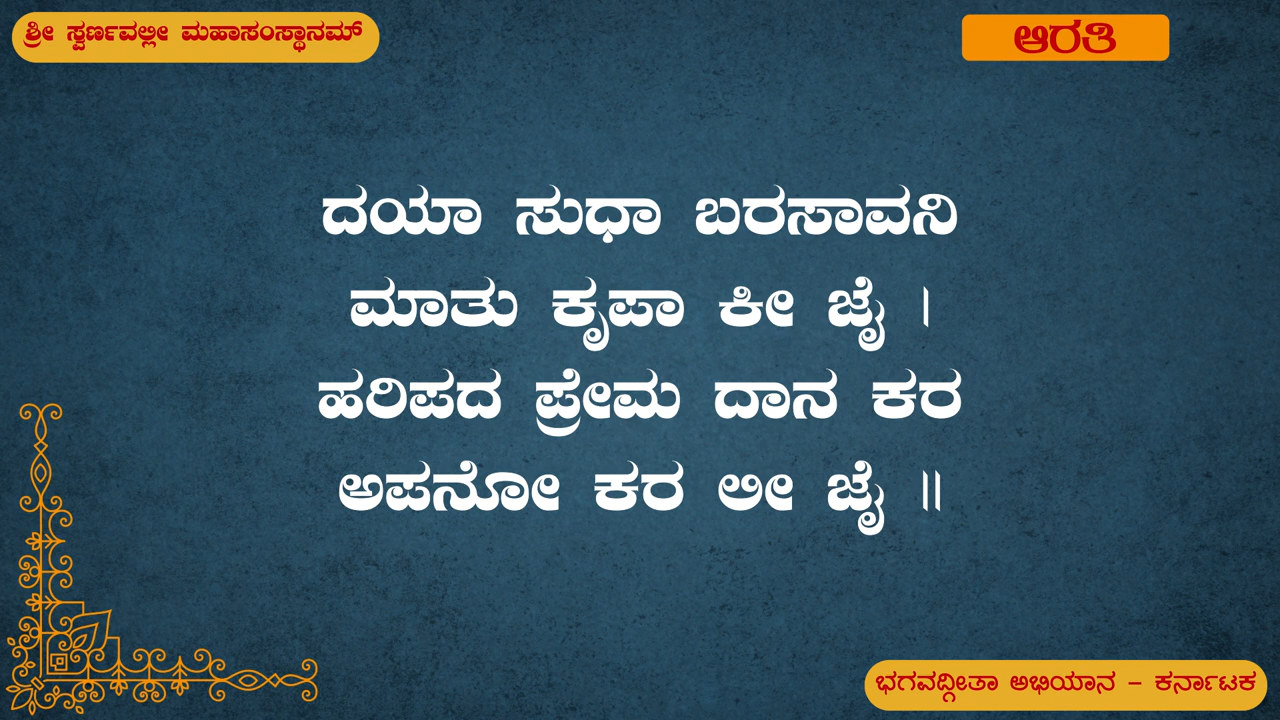 ಶ್ರೀ ಸ್ವರ್ಣವಲ್ಲೀ ಮಹಾಸಂಸ್ಥಾನಮ್
ಆರತಿ
ದಯಾ ಸುಧಾ ಬರಸಾವನಿ
ಮಾತು ಕೃಪಾ ಕೀ ಜೈ ।
ಹರಿಪದ ಪ್ರೇಮ ದಾನ ಕರ
ಅಪನೋ ಕರ ಲೀ ಜೈ ॥
ಭಗವದ್ಗೀತಾ ಅಭಿಯಾನ – ಕರ್ನಾಟಕ